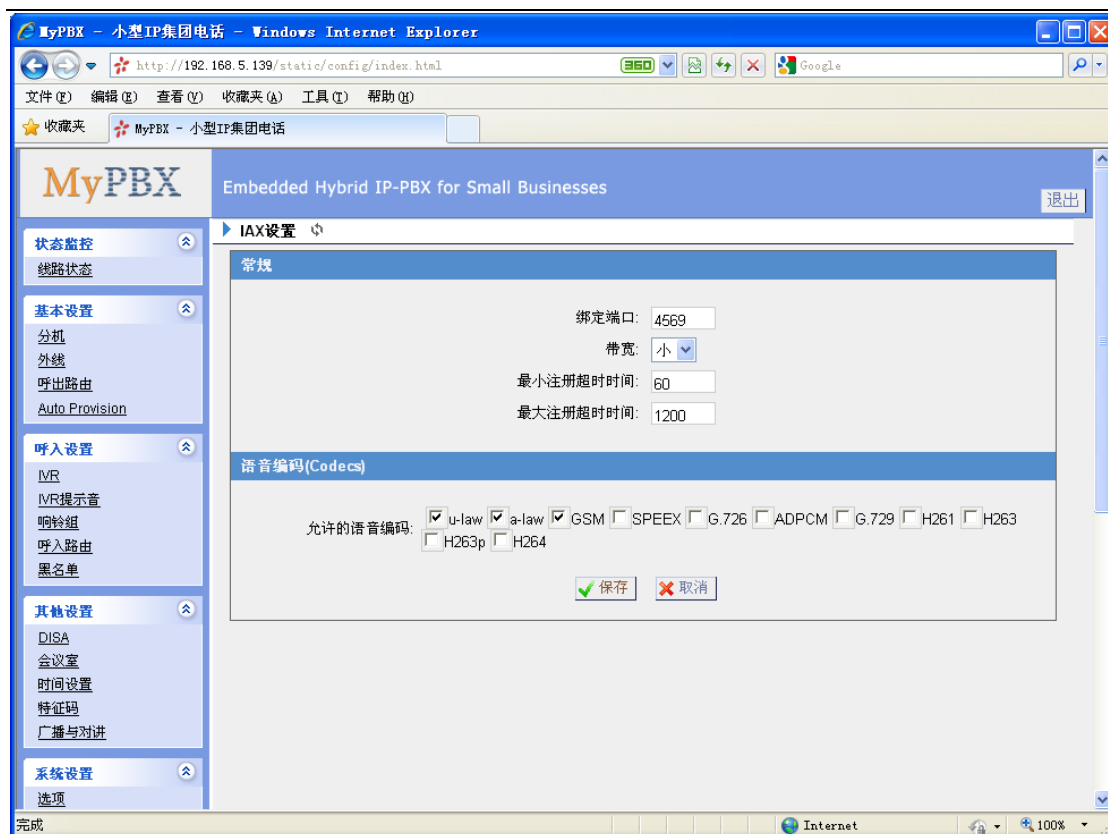 MyPBX - 小型IP集团电话 - Windows Internet Explorer
http://192.168.5.139/static/config/index.html
360
Google
文件(F) 编辑(E) 查看(V) 收藏夹(A) 工具(T) 帮助(H)
收藏夹
MyPBX - 小型IP集团电话
MyPBX
Embedded Hybrid IP-PBX for Small Businesses
退出
状态监控
线路状态
基本设置
分机
外线
呼出路由
Auto Provision
呼入设置
IVR
IVR提示音
响铃组
呼入路由
黑名单
其他设置
DISA
会议室
时间设置
特征码
广播与对讲
系统设置
选项
IAX设置
常规
绑定端口: 4569
带宽: 小
最小注册超时时间: 60
最大注册超时时间: 1200
语音编码(Codecs)
允许的语音编码: u-law a-law GSM SPEEX G.726 ADPCM G.729 H261 H263
H263p H264
保存 取消
完成
Internet
100%